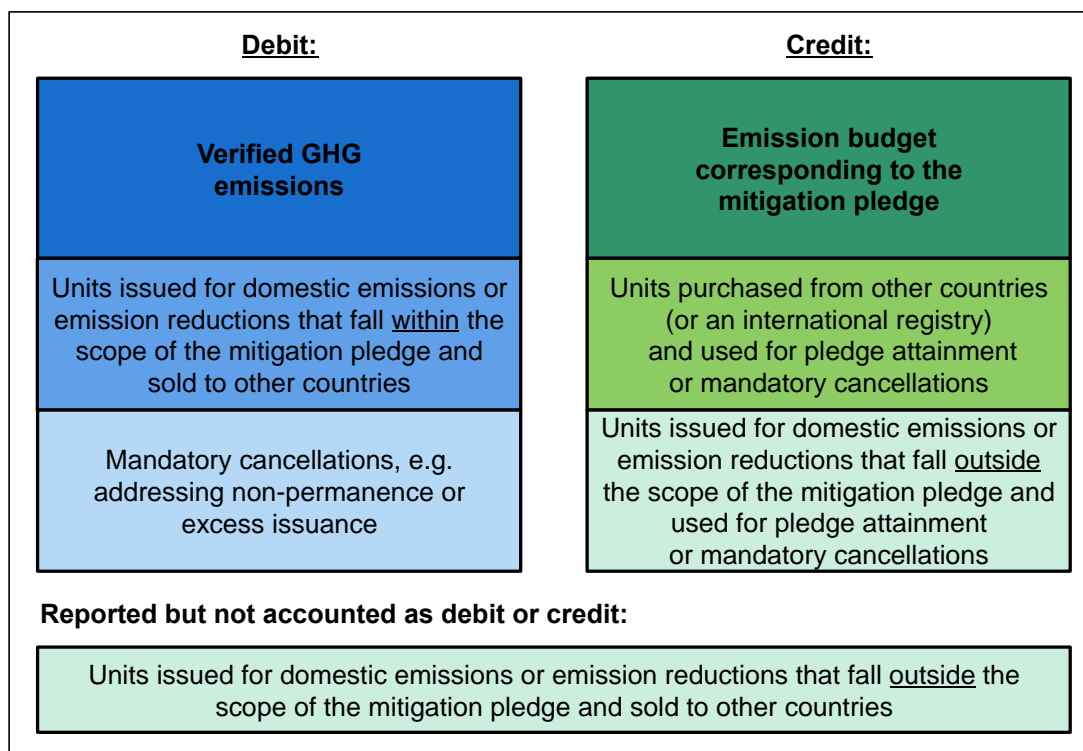 Debit:
Verified GHG
emissions
Units issued for domestic emissions or
emission reductions that fall within the
scope of the mitigation pledge and
sold to other countries
Mandatory cancellations, e.g.
addressing non-permanence or
excess issuance
Credit:
Emission budget
corresponding to the
mitigation pledge
Units purchased from other countries
(or an international registry)
and used for pledge attainment
or mandatory cancellations
Units issued for domestic emissions or
emission reductions that fall outside
the scope of the mitigation pledge and
used for pledge attainment
or mandatory cancellations
Reported but not accounted as debit or credit:
Units issued for domestic emissions or emission reductions that fall outside the
scope of the mitigation pledge and sold to other countries